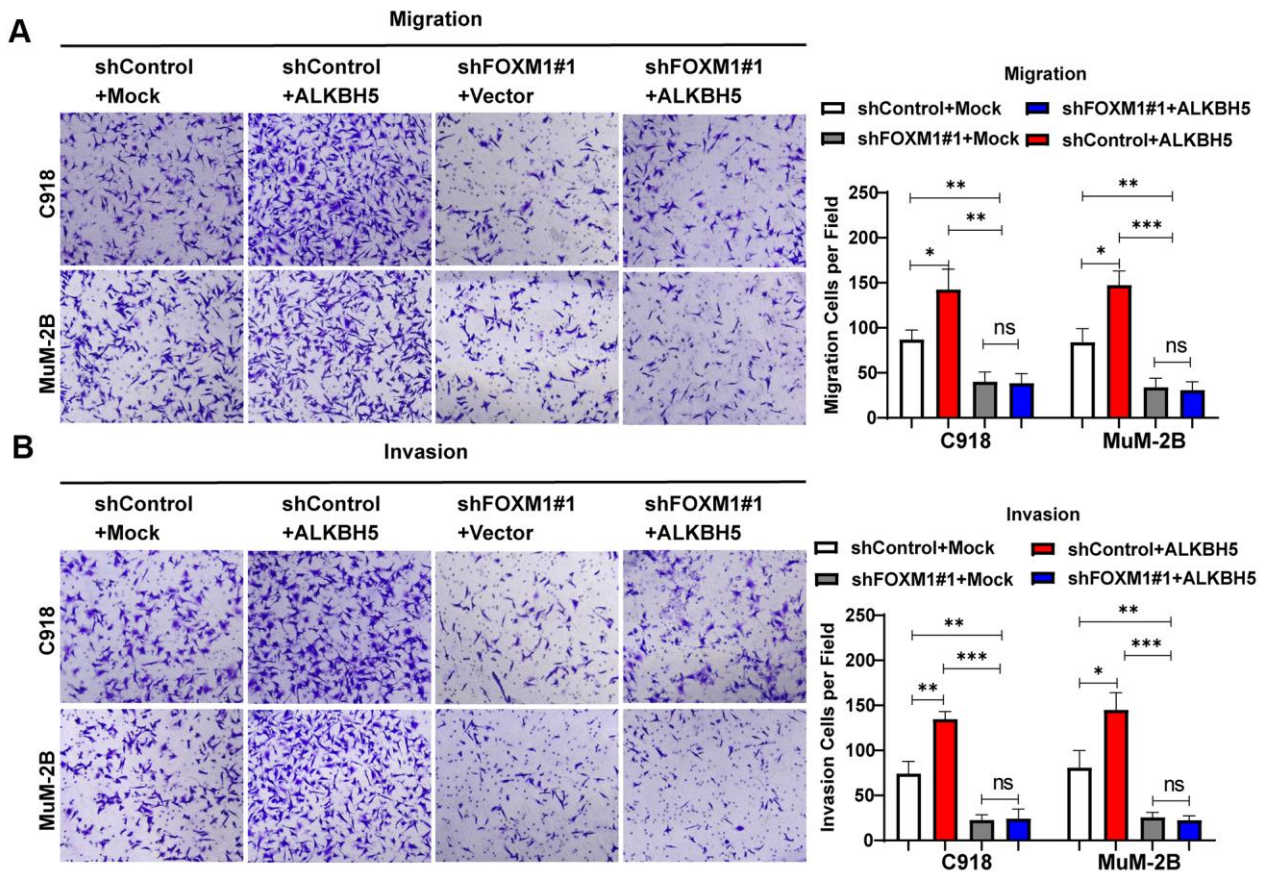 A
Migration
shControl
+Mock
shControl
+ALKBH5
shFOXM1#1
+Vector
shFOXM1#1
+ALKBH5
C918
MuM-2B
Migration
shControl+Mock
shFOXM1#1+ALKBH5
shFOXM1#1+Mock
shControl+ALKBH5
Migration Cells per Field
250
200
150
100
50
0
**
**
*
ns
**
***
*
ns
C918
MuM-2B
B
Invasion
shControl
+Mock
shControl
+ALKBH5
shFOXM1#1
+Vector
shFOXM1#1
+ALKBH5
C918
MuM-2B
Invasion
shControl+Mock
shControl+ALKBH5
shFOXM1#1+Mock
shFOXM1#1+ALKBH5
Invasion Cells per Field
250
200
150
100
50
0
**
***
**
ns
**
***
*
ns
C918
MuM-2B